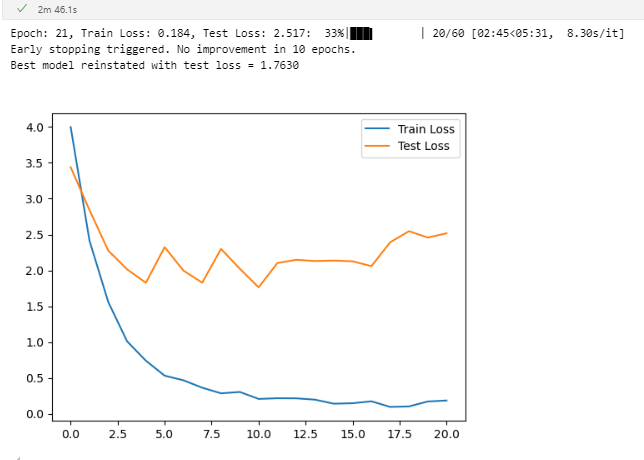 ✓ 2m 46.1s
Epoch: 21, Train Loss: 0.184, Test Loss: 2.517: 33%|███▎ | 20/60 [02:45<05:31, 8.30s/it]
Early stopping triggered. No improvement in 10 epochs.
Best model reinstated with test loss = 1.7630
Train Loss
Test Loss
4.0
3.5
3.0
2.5
2.0
1.5
1.0
0.5
0.0
0.0 2.5 5.0 7.5 10.0 12.5 15.0 17.5 20.0